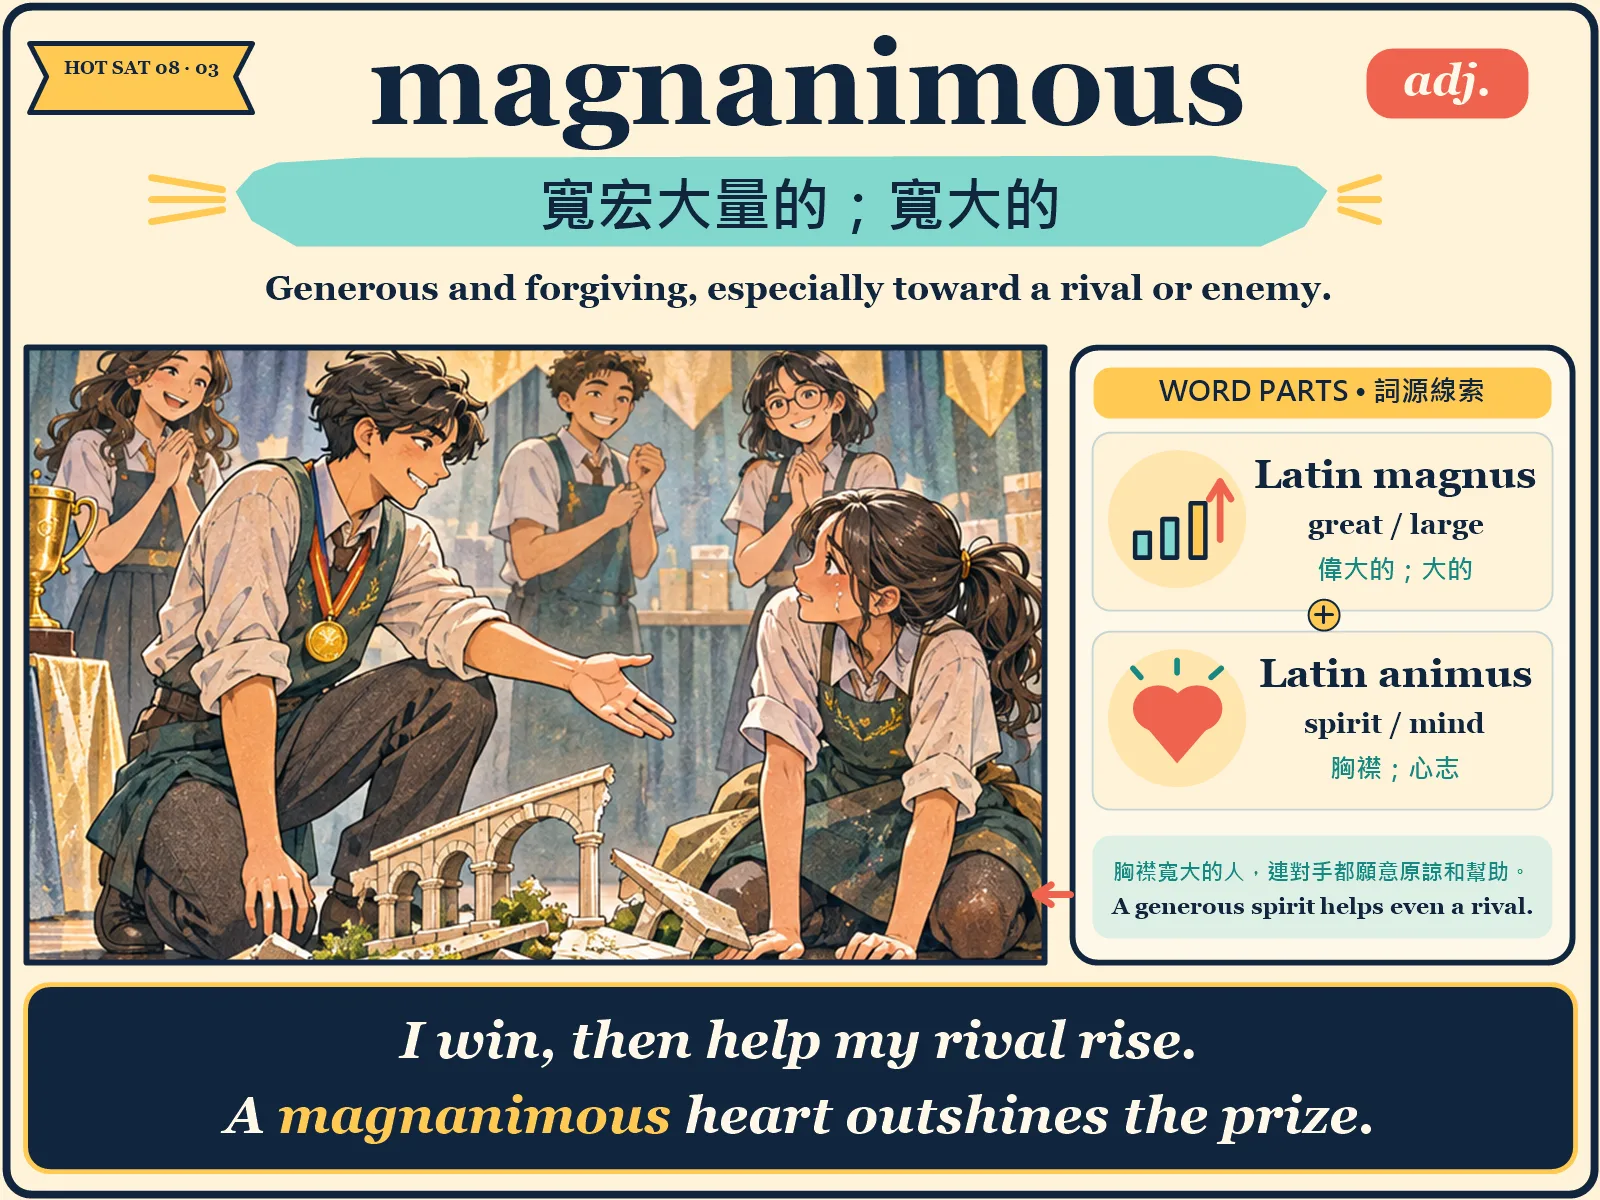 HOT SAT 08 · 03
magnanimous
adj.
寬宏大量的；寬大的
Generous and forgiving, especially toward a rival or enemy.
WORD PARTS • 詞源線索
Latin magnus
great / large
偉大的；大的
+
Latin animus
spirit / mind
胸襟；心志
胸襟寬大的人，連對手都願意原諒和幫助。
A generous spirit helps even a rival.
I win, then help my rival rise.
A magnanimous heart outshines the prize.